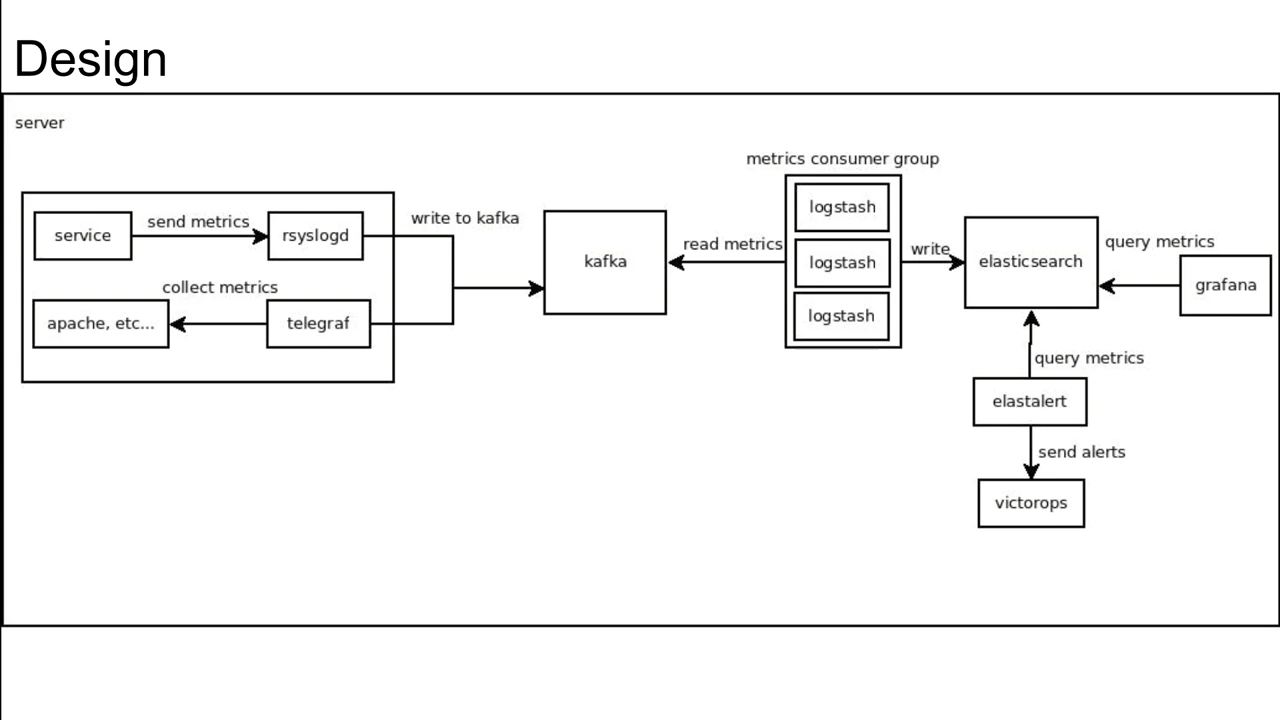 Design
server
metrics consumer group
service
send metrics
rsyslogd
write to kafka
collect metrics
apache, etc...
telegraf
kafka
read metrics
logstash
logstash
logstash
write
elasticsearch
query metrics
grafana
query metrics
elastalert
send alerts
victorops